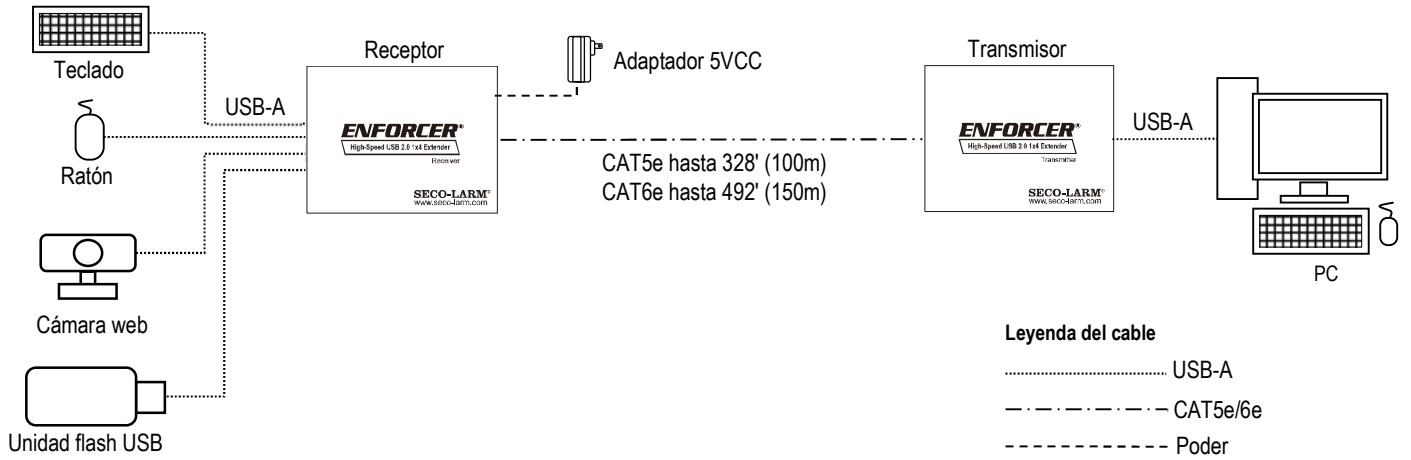 Teclado
Ratón
Cámara web
Unidad flash USB
USB-A
Receptor
ENFORCER®
High-Speed USB 2.0 1x4 Extender
Receiver
SECO-LARM®
www.seco-larm.com
Adaptador 5VCC
CAT5e hasta 328' (100m)
CAT6e hasta 492' (150m)
Transmisor
ENFORCER®
High-Speed USB 2.0 1x4 Extender
Transmitter
SECO-LARM®
www.seco-larm.com
USB-A
PC
Leyenda del cable
USB-A
CAT5e/6e
Poder